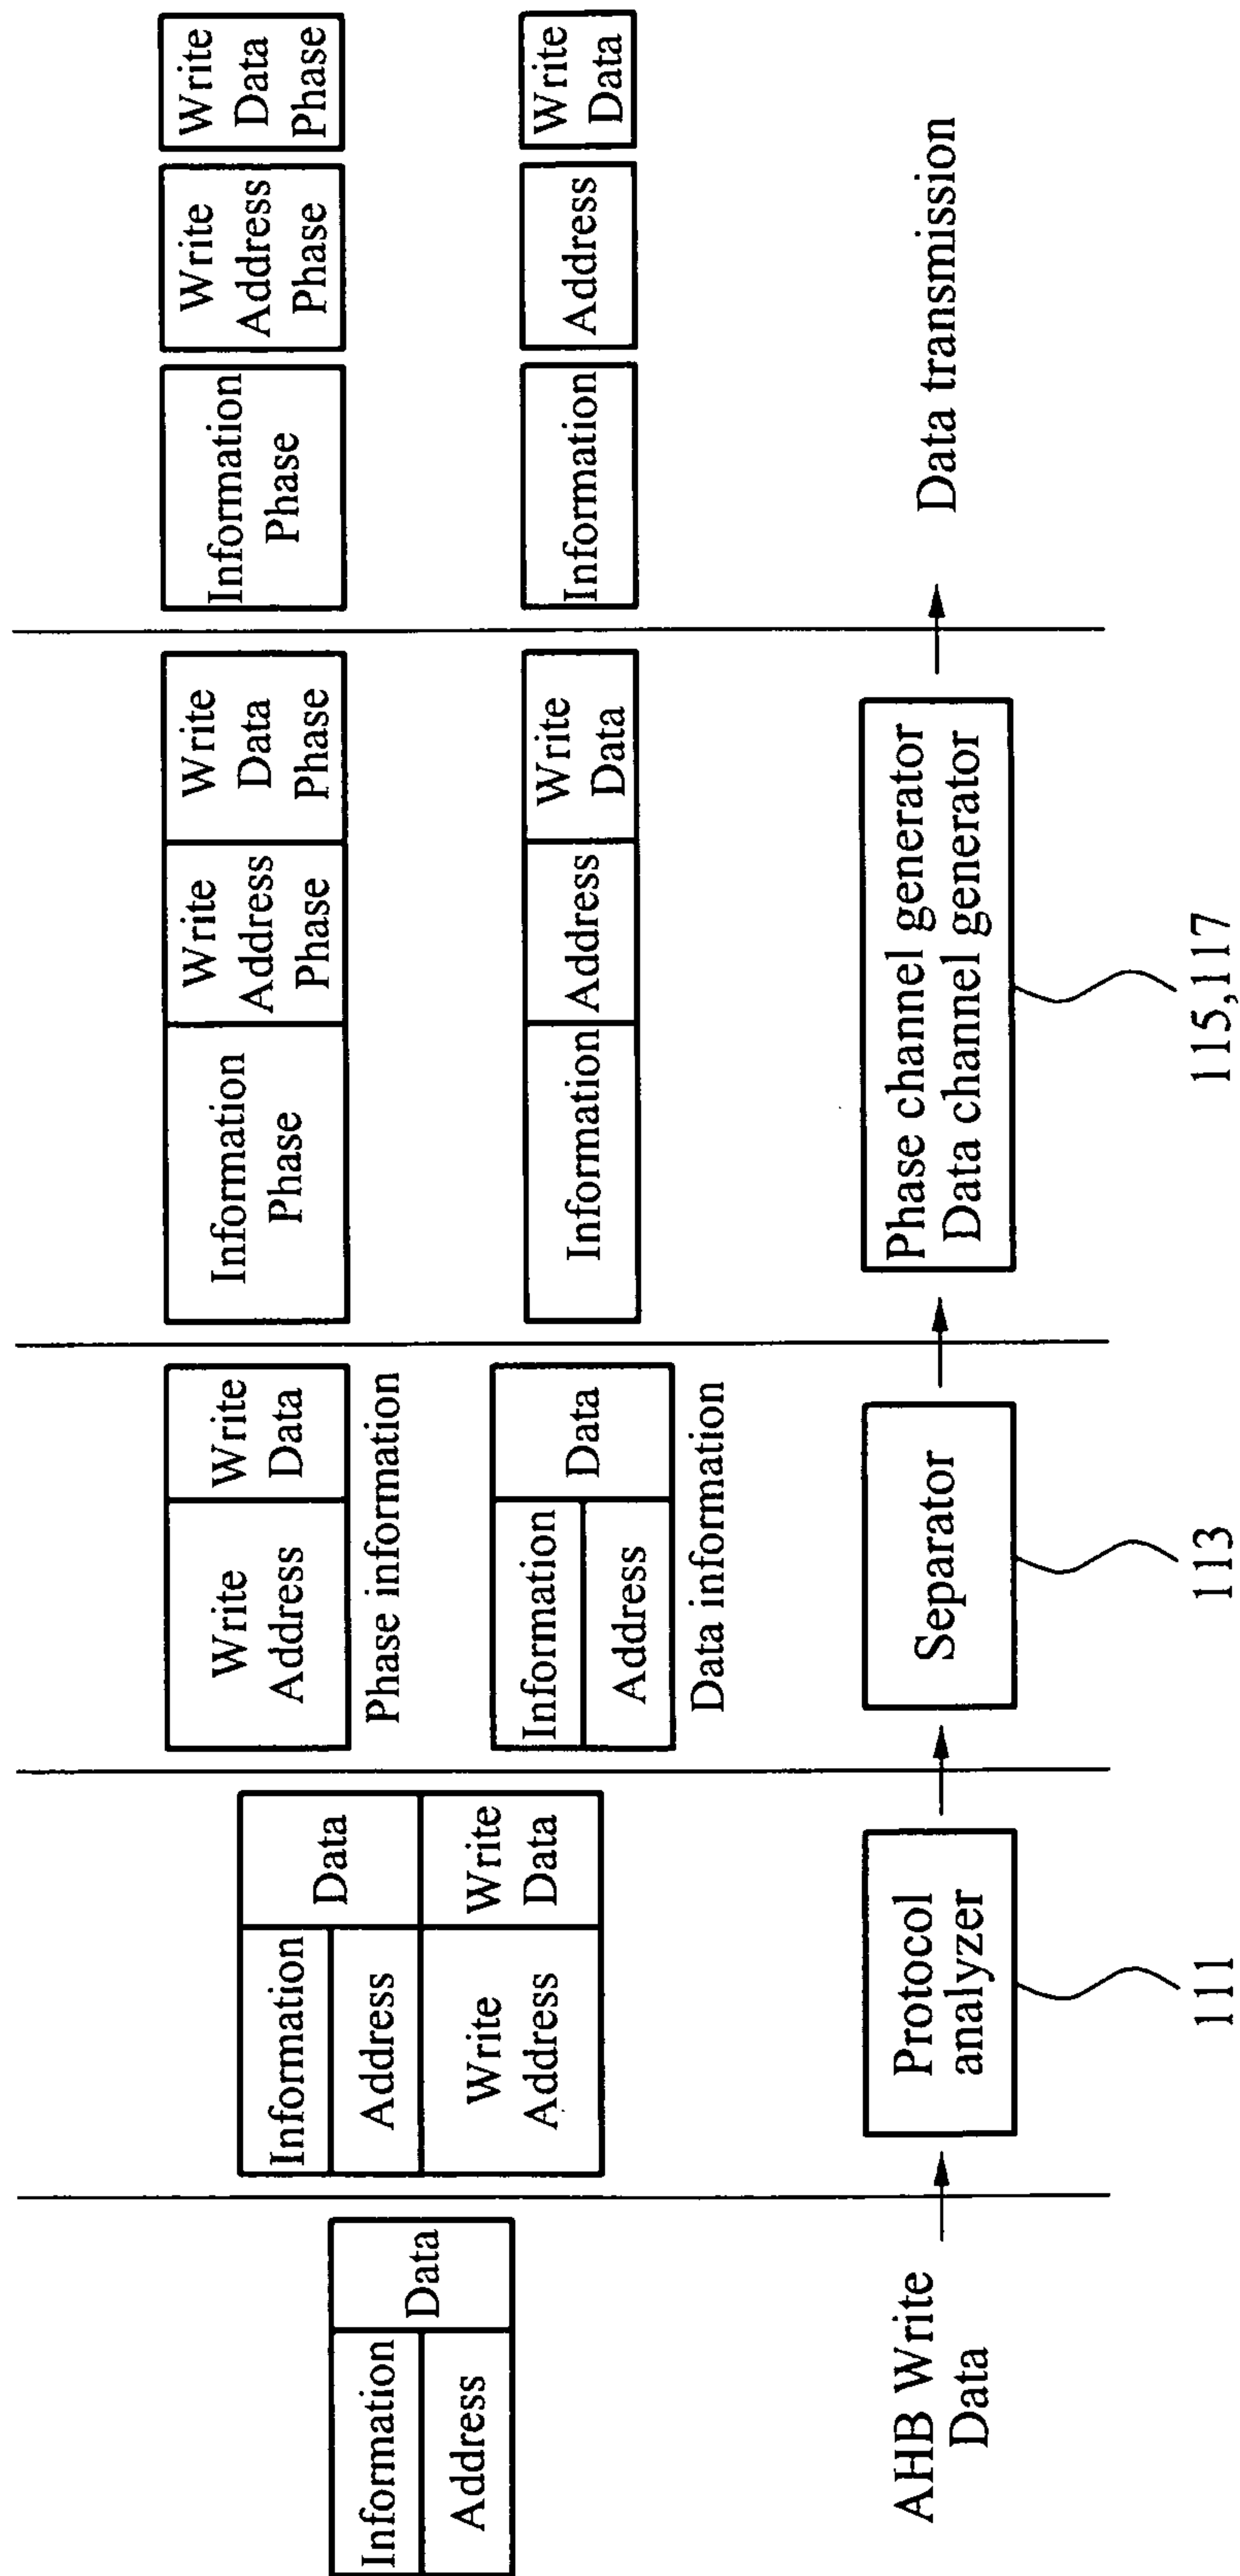 Information
Address
Data
AHB Write
Data
Information
Address
Data
Write
Address
Write
Data
Protocol
analyzer
111
Write
Address
Write
Data
Phase information
Information
Address
Data
Data information
Separator
113
Information
Phase
Write
Address
Phase
Write
Data
Phase
Information
Address
Write
Data
Phase channel generator
Data channel generator
115,117
Information
Phase
Write
Address
Phase
Write
Data
Phase
Information
Address
Write
Data
Data transmission